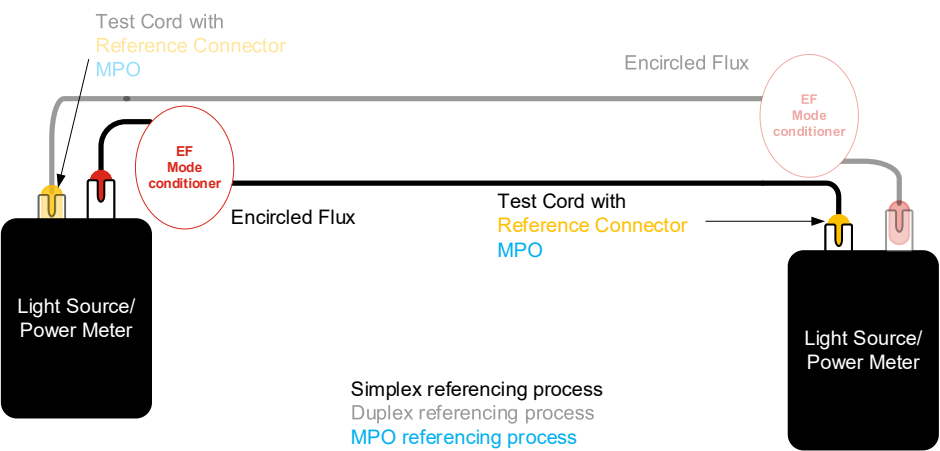 Test Cord with
Reference Connector
MPO
Encircled Flux
EF
Mode
conditioner
EF
Mode
conditioner
Encircled Flux
Test Cord with
Reference Connector
MPO
Light Source/
Power Meter
Light Source/
Power Meter
Simplex referencing process
Duplex referencing process
MPO referencing process